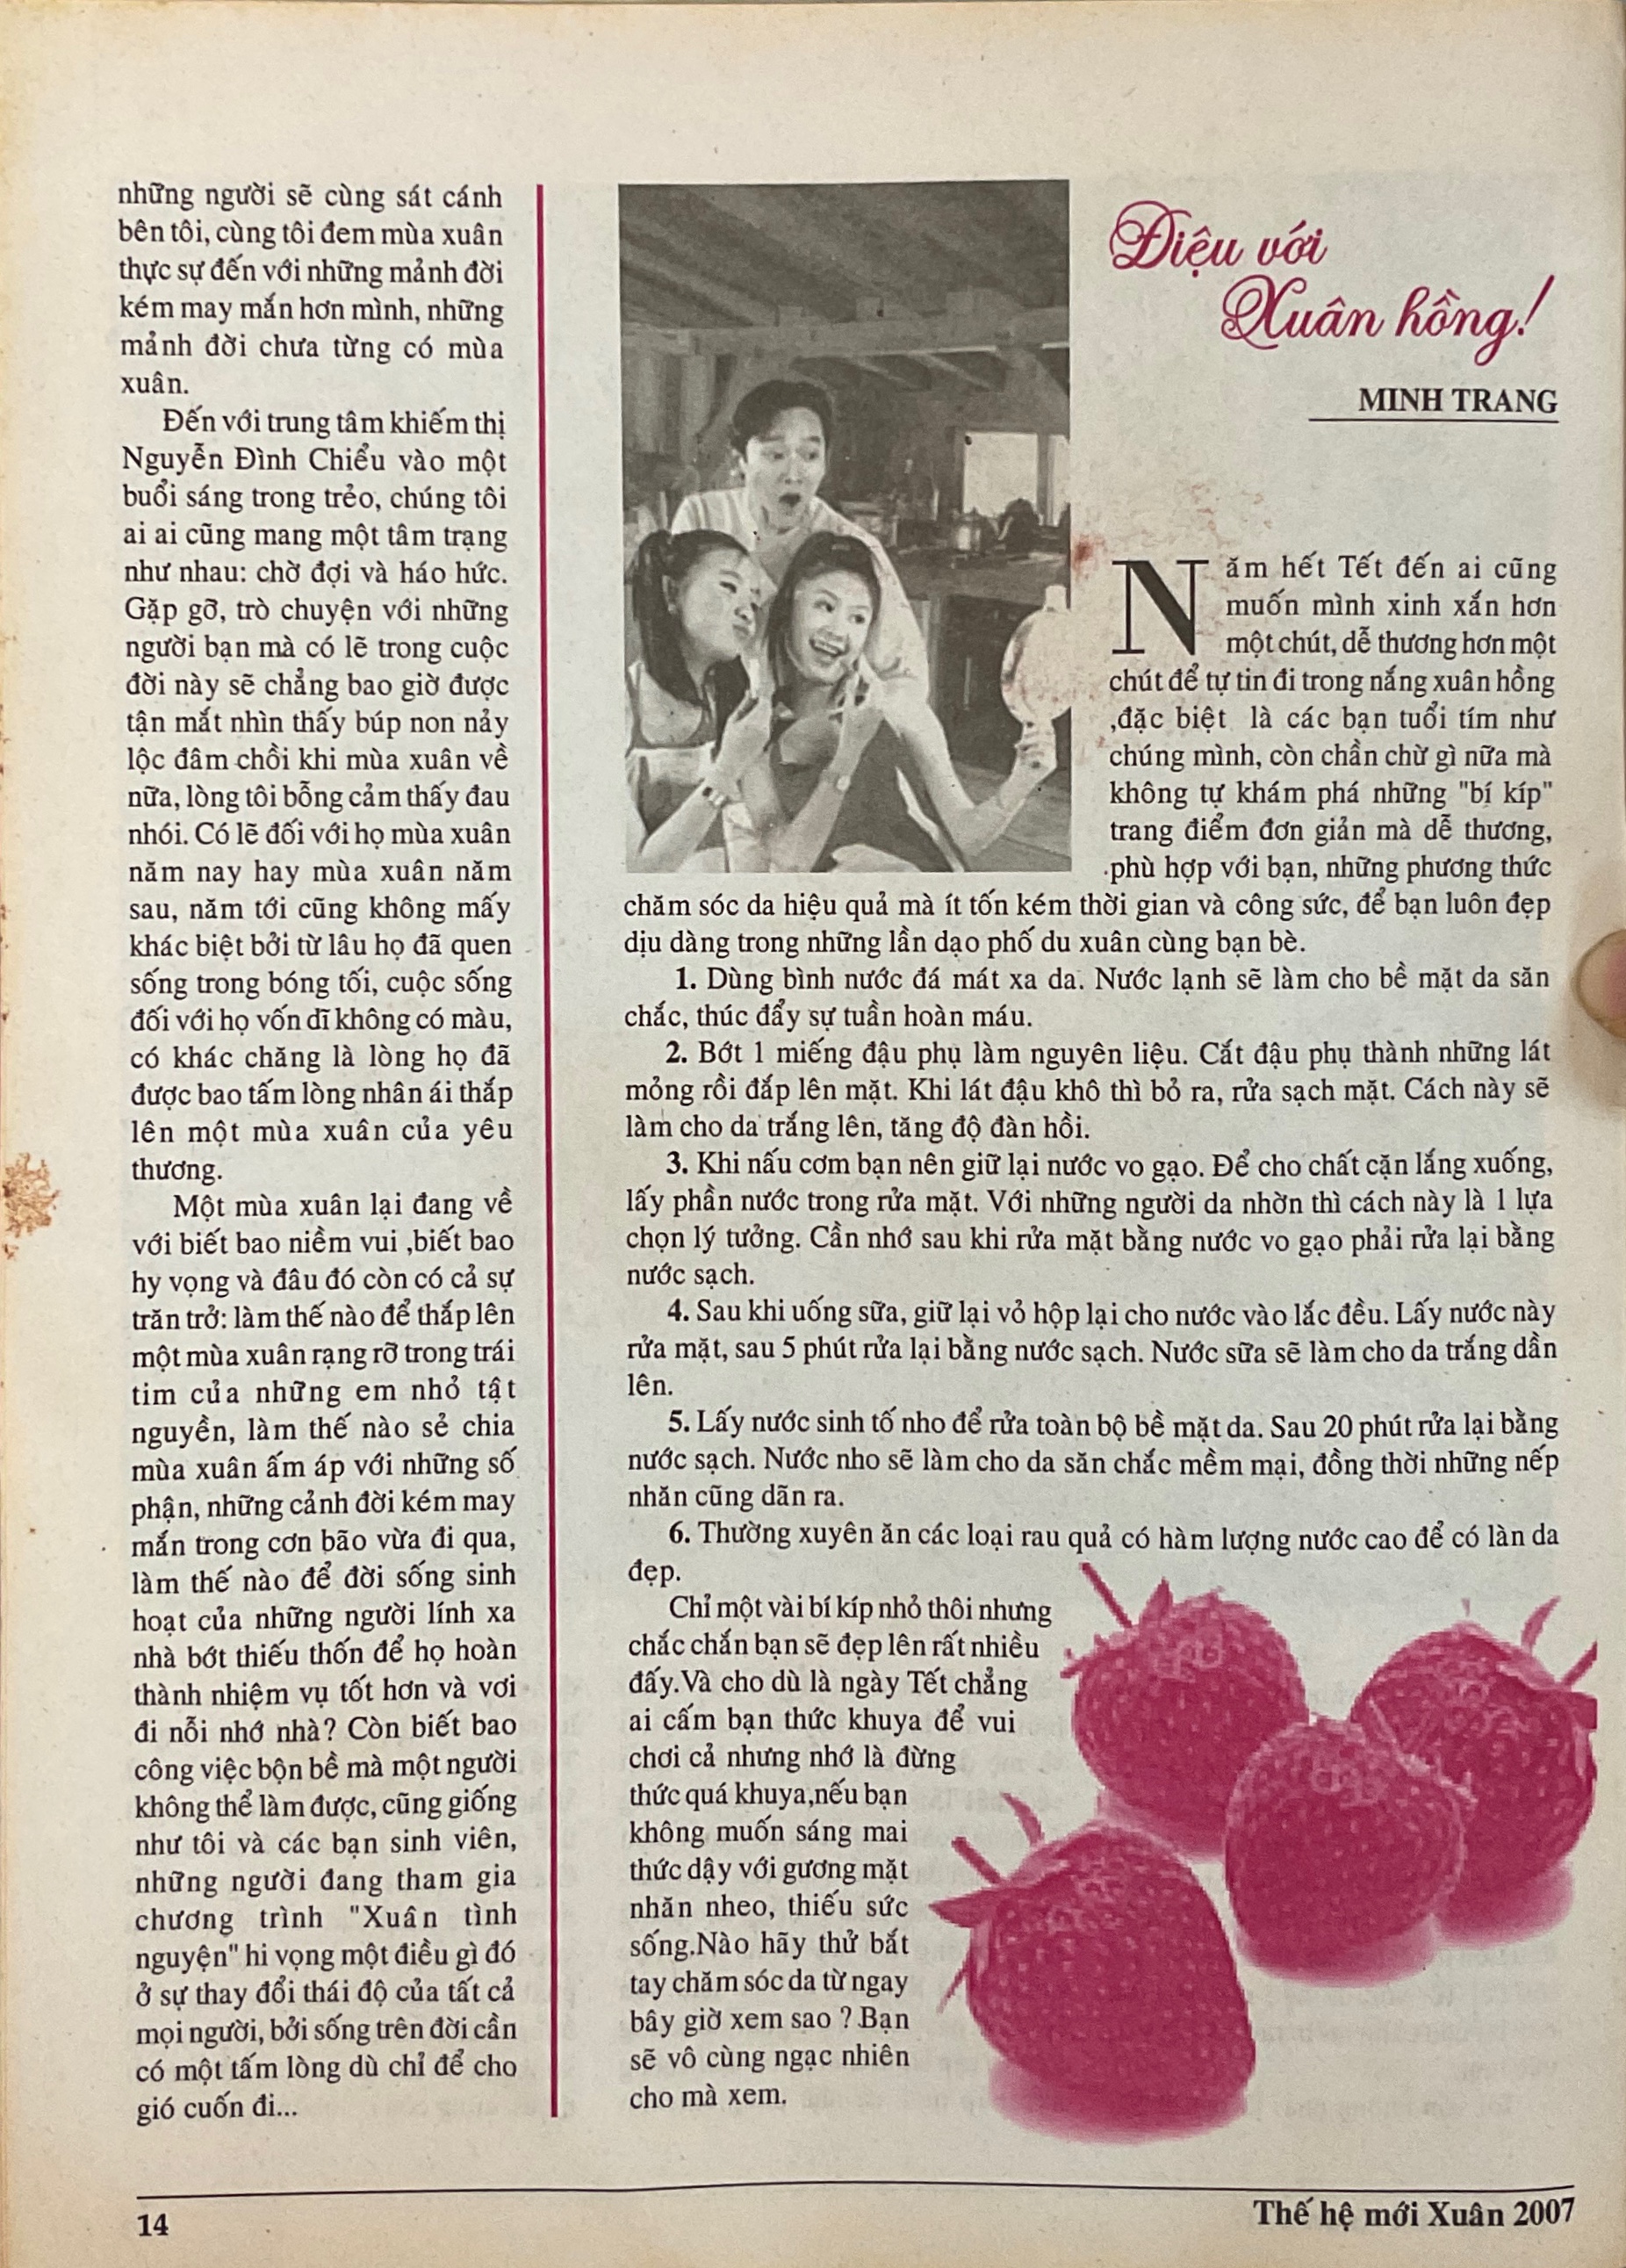 những người sẽ cùng sát cánh
bên tôi, cùng tôi đem mùa xuân
thực sự đến với những mảnh đời
kém may mắn hơn mình, những
mảnh đời chưa từng có mùa
xuân.
Đến với trung tâm khiếm thị
Nguyễn Đình Chiểu vào một
buổi sáng trong trẻo, chúng tôi
ai ai cũng mang một tâm trạng
như nhau: chờ đợi và háo hức.
Gặp gỡ, trò chuyện với những
người bạn mà có lẽ trong cuộc
đời này sẽ chẳng bao giờ được
tận mắt nhìn thấy búp non nảy
lộc đâm chồi khi mùa xuân về
nữa, lòng tôi bỗng cảm thấy đau
nhói. Có lẽ đối với họ mùa xuân
năm nay hay mùa xuân năm
sau, năm tới cũng không mấy
khác biệt bởi từ lâu họ đã quen
sống trong bóng tối, cuộc sống
đối với họ vốn dĩ không có màu,
có khác chăng là lòng họ đã
được bao tấm lòng nhân ái thắp
lên một mùa xuân của yêu
thương.
Một mùa xuân lại đang về
với biết bao niềm vui ,biết bao
hy vọng và đâu đó còn có cả sự
trăn trở: làm thế nào để thắp lên
một mùa xuân rạng rỡ trong trái
tim của những em nhỏ tật
nguyền, làm thế nào sẻ chia
mùa xuân ấm áp với những số
phận, những cảnh đời kém may
mắn trong cơn bão vừa đi qua,
làm thế nào để đời sống sinh
hoạt của những người lính xa
nhà bớt thiếu thốn để họ hoàn
thành nhiệm vụ tốt hơn và vơi
đi nỗi nhớ nhà? Còn biết bao
công việc bộn bề mà một người
không thể làm được, cũng giống
như tôi và các bạn sinh viên,
những người đang tham gia
chương trình "Xuân tình
nguyện" hi vọng một điều gì đó
ở sự thay đổi thái độ của tất cả
mọi người, bởi sống trên đời cần
có một tấm lòng dù chỉ để cho
gió cuốn đi...
Điệu với
Xuân hồng!
MINH TRANG
Năm hết Tết đến ai cũng
muốn mình xinh xắn hơn
một chút, dễ thương hơn một
chút để tự tin đi trong nắng xuân hồng
,đặc biệt là các bạn tuổi tím như
chúng mình, còn chần chừ gì nữa mà
không tự khám phá những "bí kíp"
trang điểm đơn giản mà dễ thương,
phù hợp với bạn, những phương thức
chăm sóc da hiệu quả mà ít tốn kém thời gian và công sức, để bạn luôn đẹp
dịu dàng trong những lần dạo phố du xuân cùng bạn bè.
1. Dùng bình nước đá mát xa da. Nước lạnh sẽ làm cho bề mặt da săn
chắc, thúc đẩy sự tuần hoàn máu.
2. Bớt 1 miếng đậu phụ làm nguyên liệu. Cắt đậu phụ thành những lát
mỏng rồi đắp lên mặt. Khi lát đậu khô thì bỏ ra, rửa sạch mặt. Cách này sẽ
làm cho da trắng lên, tăng độ đàn hồi.
3. Khi nấu cơm bạn nên giữ lại nước vo gạo. Để cho chất cặn lắng xuống,
lấy phần nước trong rửa mặt. Với những người da nhờn thì cách này là 1 lựa
chọn lý tưởng. Cần nhớ sau khi rửa mặt bằng nước vo gạo phải rửa lại bằng
nước sạch.
4. Sau khi uống sữa, giữ lại vỏ hộp lại cho nước vào lắc đều. Lấy nước này
rửa mặt, sau 5 phút rửa lại bằng nước sạch. Nước sữa sẽ làm cho da trắng dần
lên.
5. Lấy nước sinh tố nho để rửa toàn bộ bề mặt da. Sau 20 phút rửa lại bằng
nước sạch. Nước nho sẽ làm cho da săn chắc mềm mại, đồng thời những nếp
nhăn cũng dãn ra.
6. Thường xuyên ăn các loại rau quả có hàm lượng nước cao để có làn da
đẹp.
Chỉ một vài bí kíp nhỏ thôi nhưng
chắc chắn bạn sẽ đẹp lên rất nhiều
đấy.Và cho dù là ngày Tết chẳng
ai cấm bạn thức khuya để vui
chơi cả nhưng nhớ là đừng
thức quá khuya,nếu bạn
không muốn sáng mai
thức dậy với gương mặt
nhăn nheo, thiếu sức
sống.Nào hãy thử bắt
tay chăm sóc da từ ngay
bây giờ xem sao ? Bạn
sẽ vô cùng ngạc nhiên
cho mà xem.
14
Thế hệ mới Xuân 2007